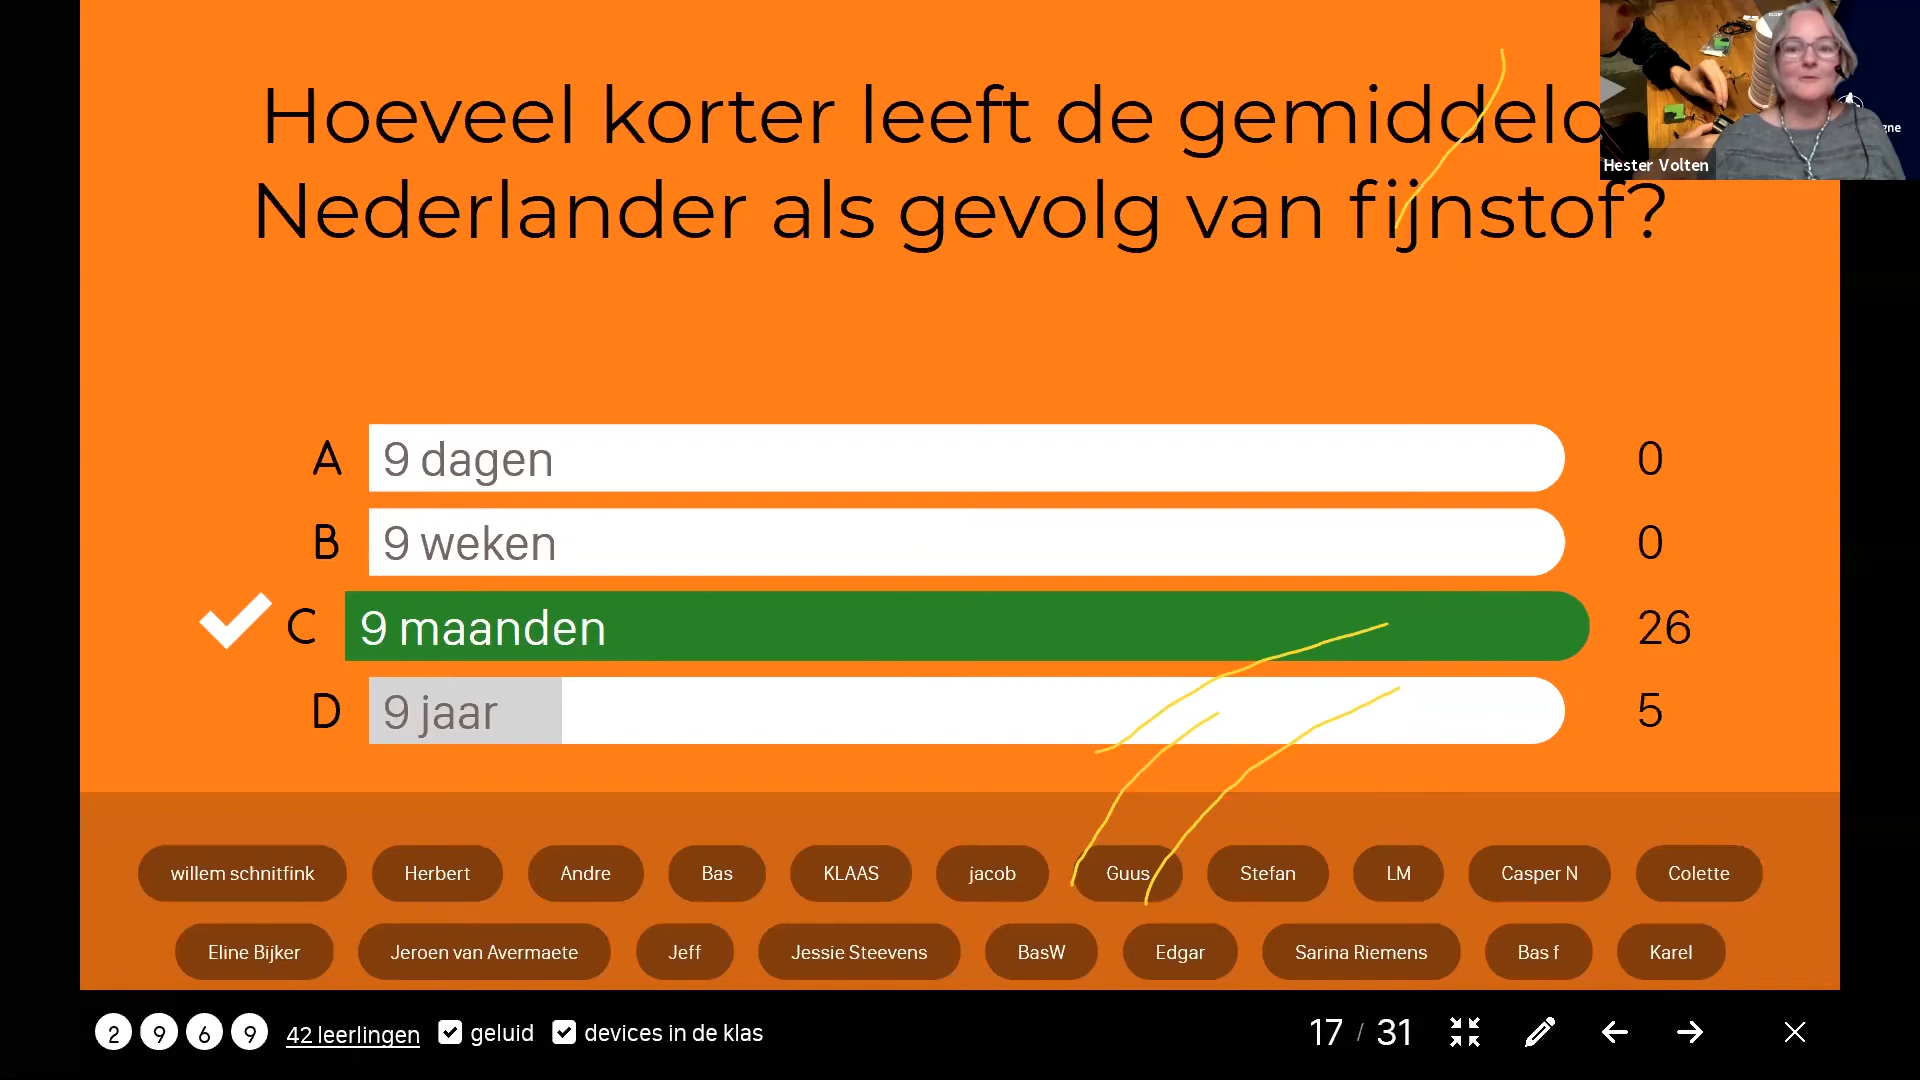 Hoeveel korter leeft de gemiddeld
Nederlander als gevolg van fijnstof?
Hester Volten
A 9 dagen 0
B 9 weken 0
C 9 maanden 26
D 9 jaar 5
willem schnitfink Herbert Andre Bas KLAAS jacob Guus Stefan LM Casper N Colette
Eline Bijker Jeroen van Avermaete Jeff Jessie Steevens BasW Edgar Sarina Riemens Bas f Karel
2 9 6 9 42 leerlingen geluid devices in de klas 17 / 31